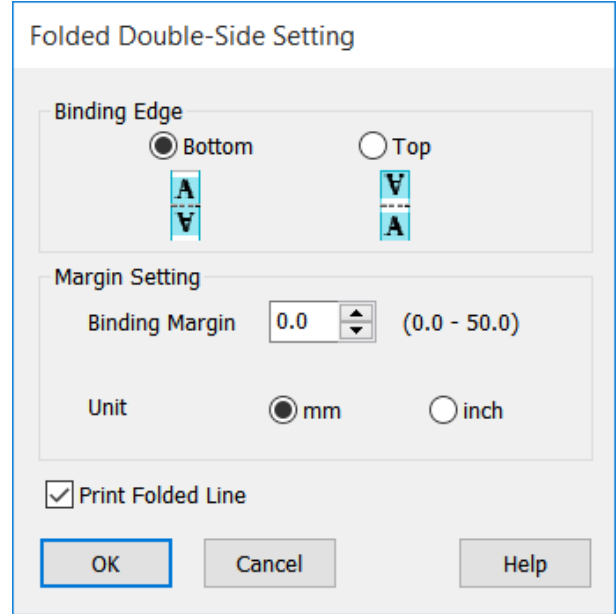 Folded Double-Side Setting
Binding Edge
Bottom Top
A ∀
∀ A
Margin Setting
Binding Margin 0.0 (0.0 - 50.0)
Unit mm inch
Print Folded Line
OK Cancel Help